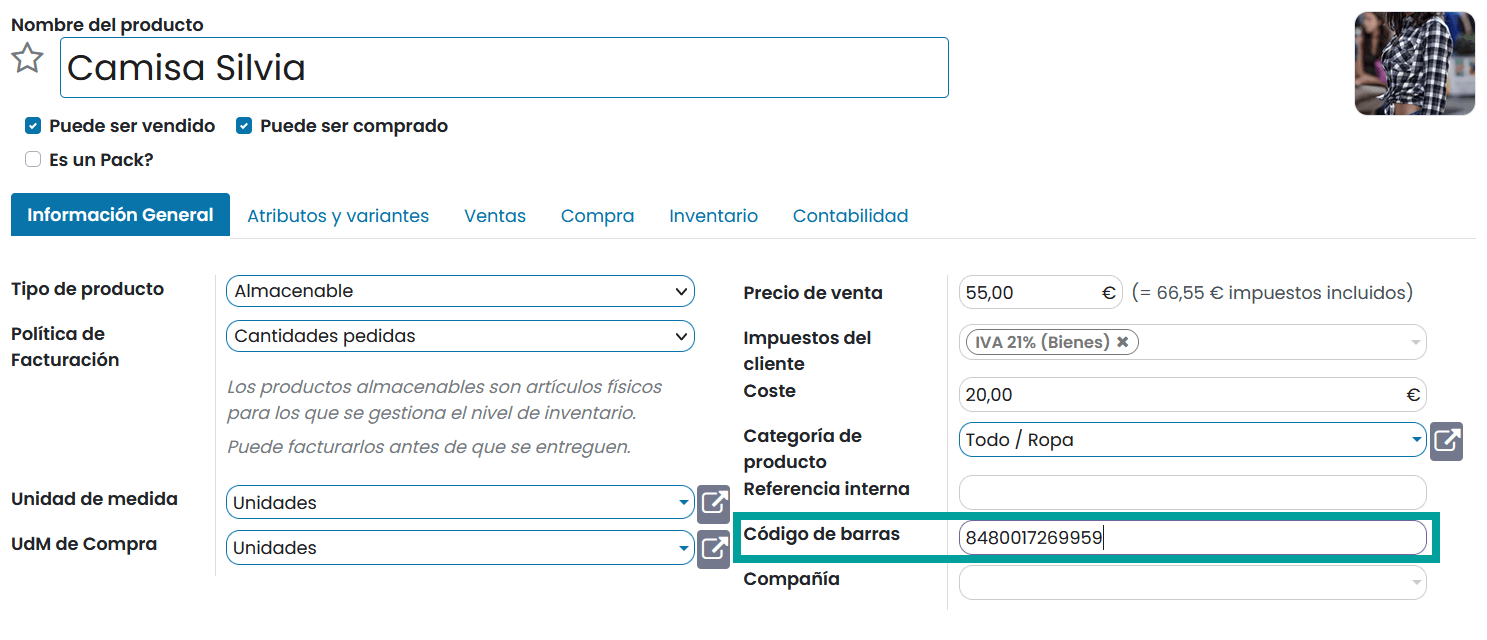 Nombre del producto
Camisa Silvia
Puede ser vendido Puede ser comprado
Es un Pack?
Información General Atributos y variantes Ventas Compra Inventario Contabilidad
Tipo de producto Almacenable
Política de
Facturación Cantidades pedidas
Los productos almacenables son artículos físicos
para los que se gestiona el nivel de inventario.
Puede facturarlos antes de que se entreguen.
Unidad de medida Unidades
UdM de Compra Unidades
Precio de venta 55,00 € (= 66,55 € impuestos incluidos)
Impuestos del
cliente IVA 21% (Bienes) ✖
Coste 20,00 €
Categoría de
producto Todo / Ropa
Referencia interna
Código de barras 8480017269959
Compañía